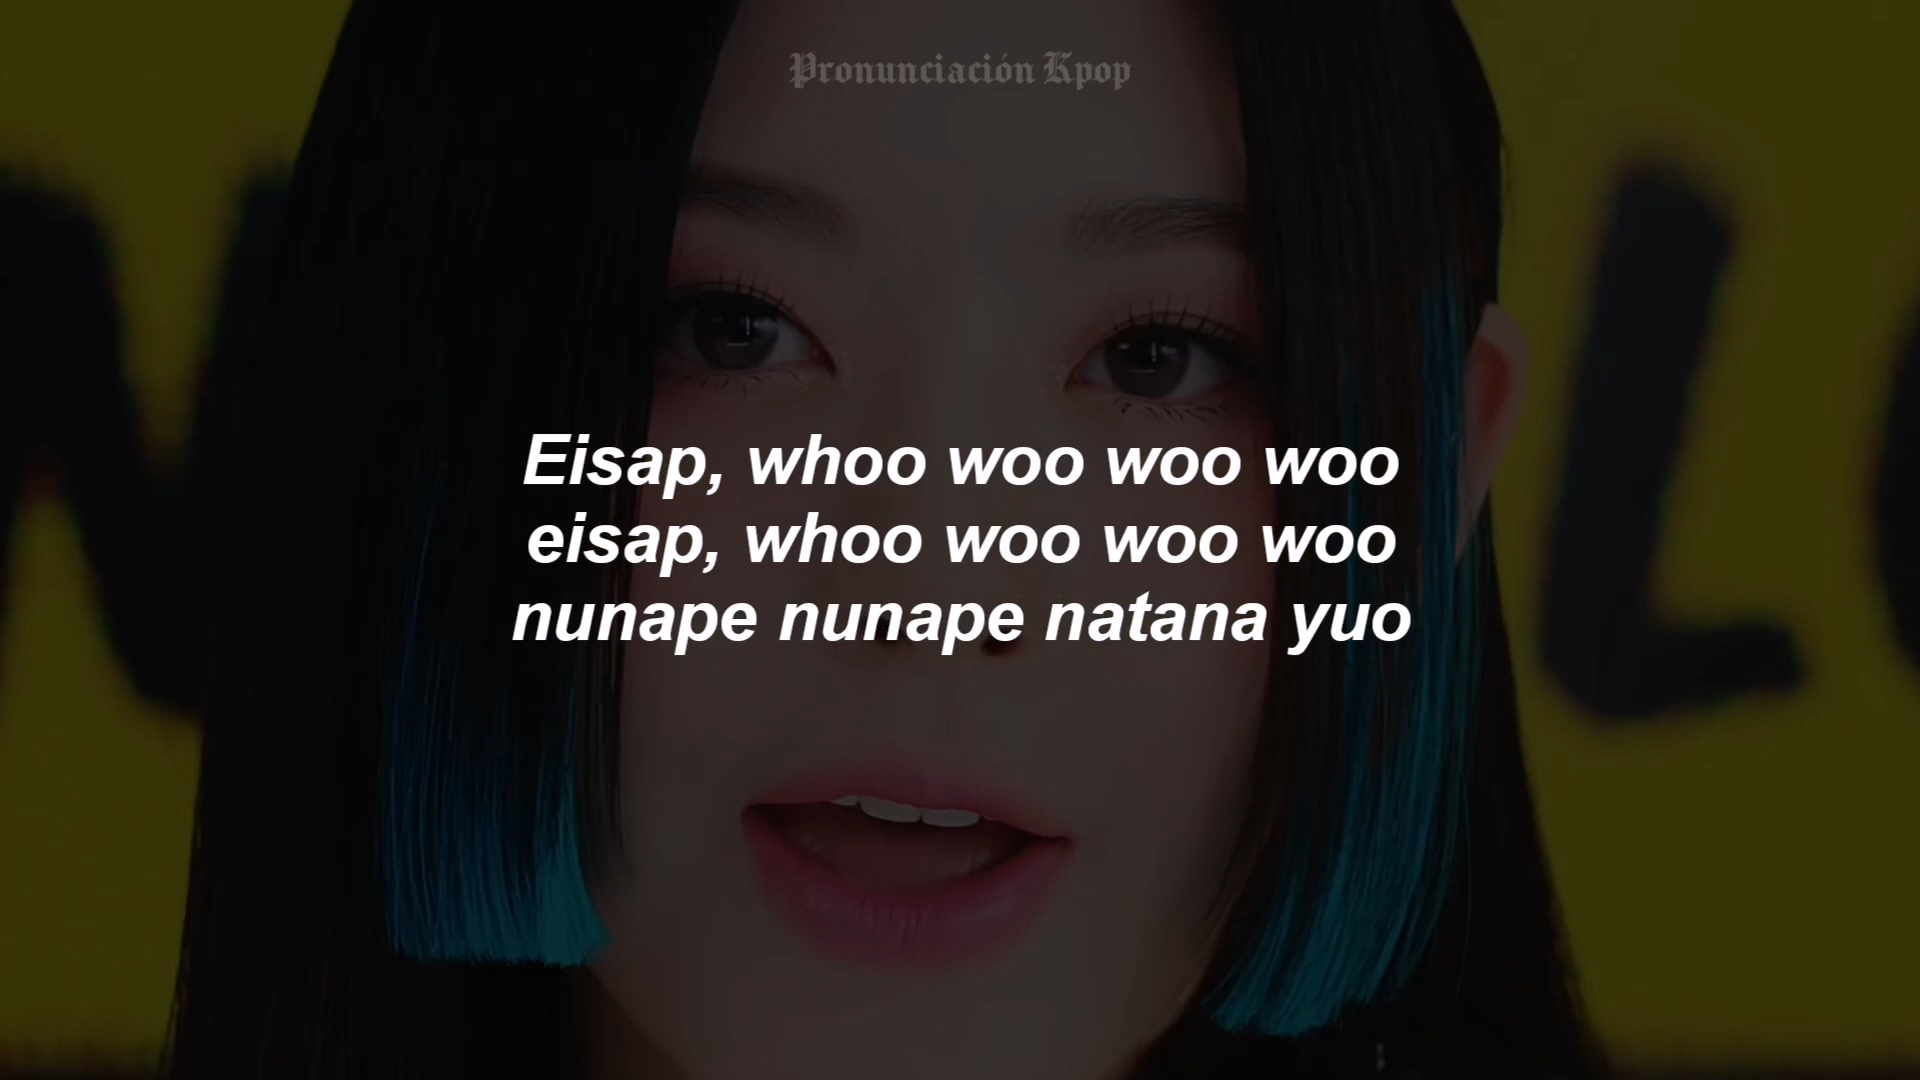 Pronunciación Kpop
Eisap, whoo woo woo woo
eisap, whoo woo woo woo
nunape nunape natana yuo